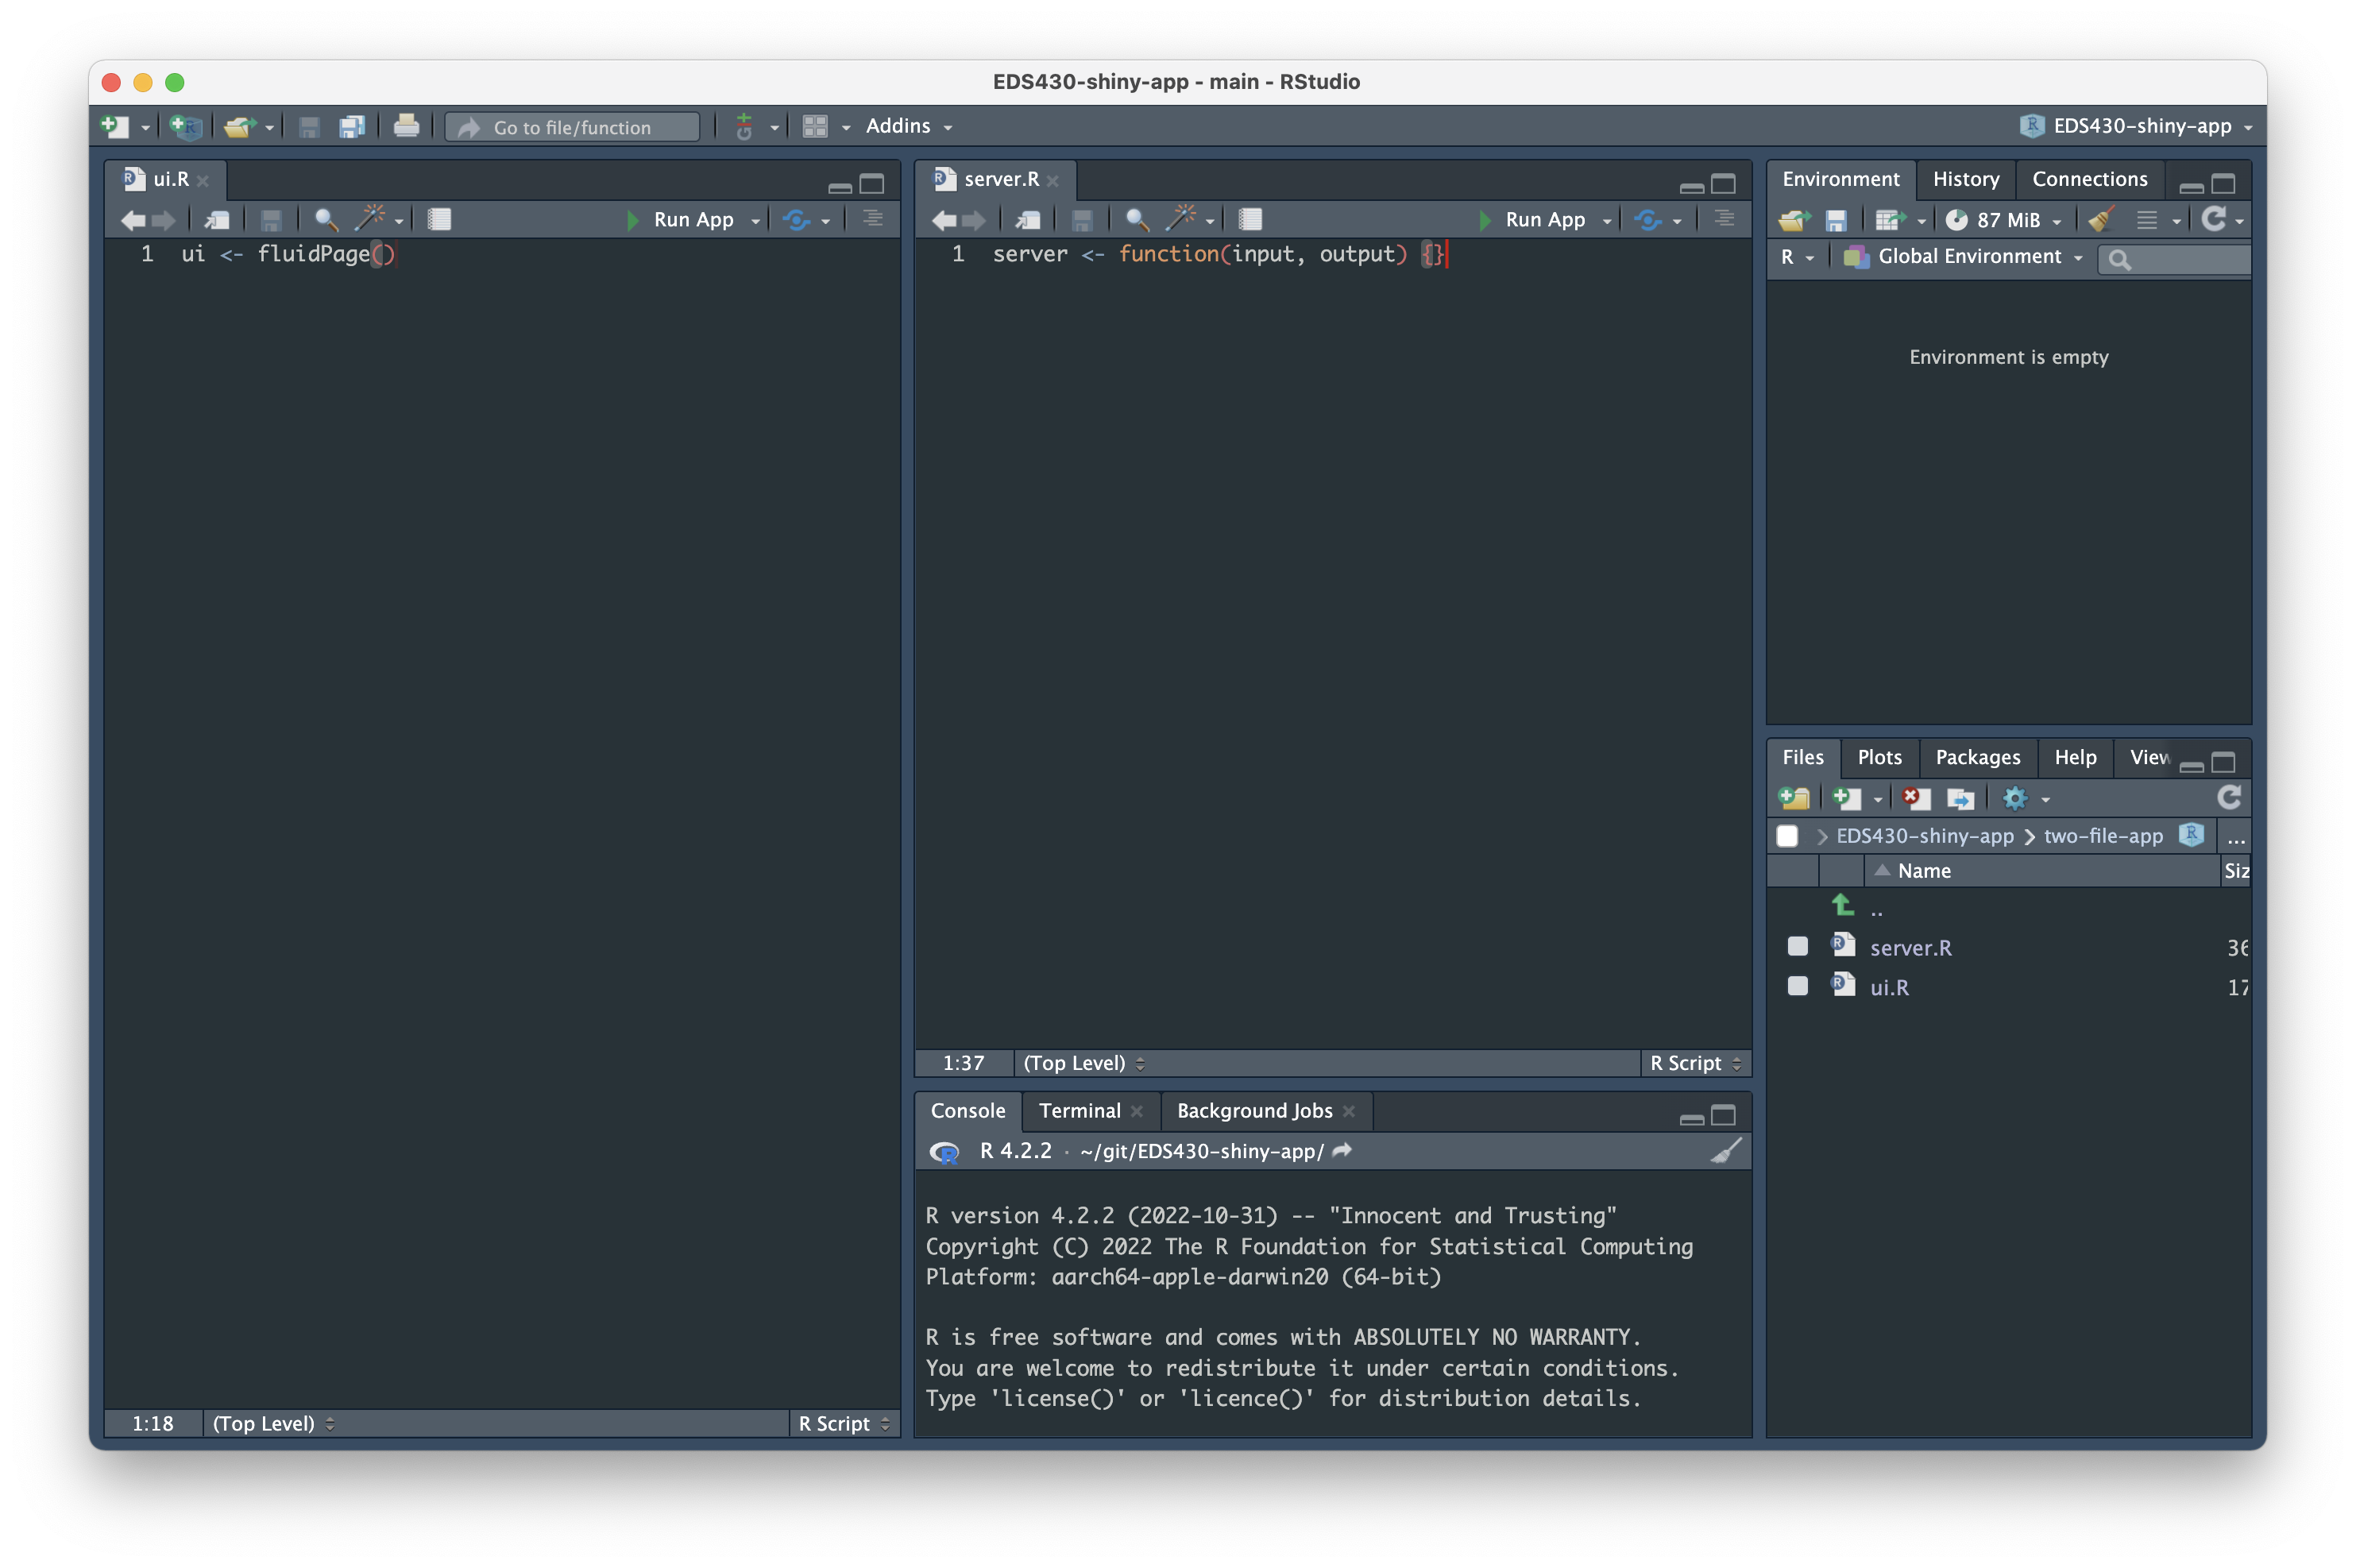 EDS430-shiny-app - main - RStudio
Go to file/function
Addins
EDS430-shiny-app
ui.R
Run App
1 ui <- fluidPage()
1:18 (Top Level) R Script
server.R
Run App
1 server <- function(input, output) {}
1:37 (Top Level) R Script
Console Terminal Background Jobs
R 4.2.2 · ~/git/EDS430-shiny-app/
R version 4.2.2 (2022-10-31) -- "Innocent and Trusting"
Copyright (C) 2022 The R Foundation for Statistical Computing
Platform: aarch64-apple-darwin20 (64-bit)
R is free software and comes with ABSOLUTELY NO WARRANTY.
You are welcome to redistribute it under certain conditions.
Type 'license()' or 'licence()' for distribution details.
Environment History Connections
87 MiB
R Global Environment
Environment is empty
Files Plots Packages Help View
EDS430-shiny-app > two-file-app ...
Name Siz
..
server.R 36
ui.R 17